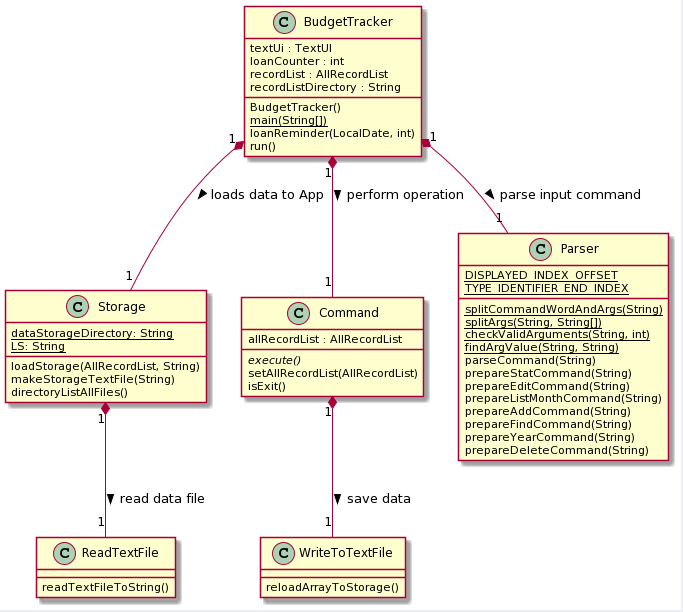 C BudgetTracker
textUi : TextUI
loanCounter : int
recordList : AllRecordList
recordListDirectory : String
BudgetTracker()
main(String[])
loanReminder(LocalDate, int)
run()
1
1
1
loads data to App
perform operation
parse input command
1
1
1
C Parser
DISPLAYED_INDEX_OFFSET
TYPE_IDENTIFIER_END_INDEX
splitCommandWordAndArgs(String)
splitArgs(String, String[])
checkValidArguments(String, int)
findArgValue(String, String)
parseCommand(String)
prepareStatCommand(String)
prepareEditCommand(String)
prepareListMonthCommand(String)
prepareAddCommand(String)
prepareFindCommand(String)
prepareYearCommand(String)
prepareDeleteCommand(String)
C Storage
dataStorageDirectory: String
LS: String
loadStorage(AllRecordList, String)
makeStorageTextFile(String)
directoryListAllFiles()
C Command
allRecordList : AllRecordList
execute()
setAllRecordList(AllRecordList)
isExit()
1
1
read data file
save data
1
1
C ReadTextFile
readTextFileToString()
C WriteToTextFile
reloadArrayToStorage()